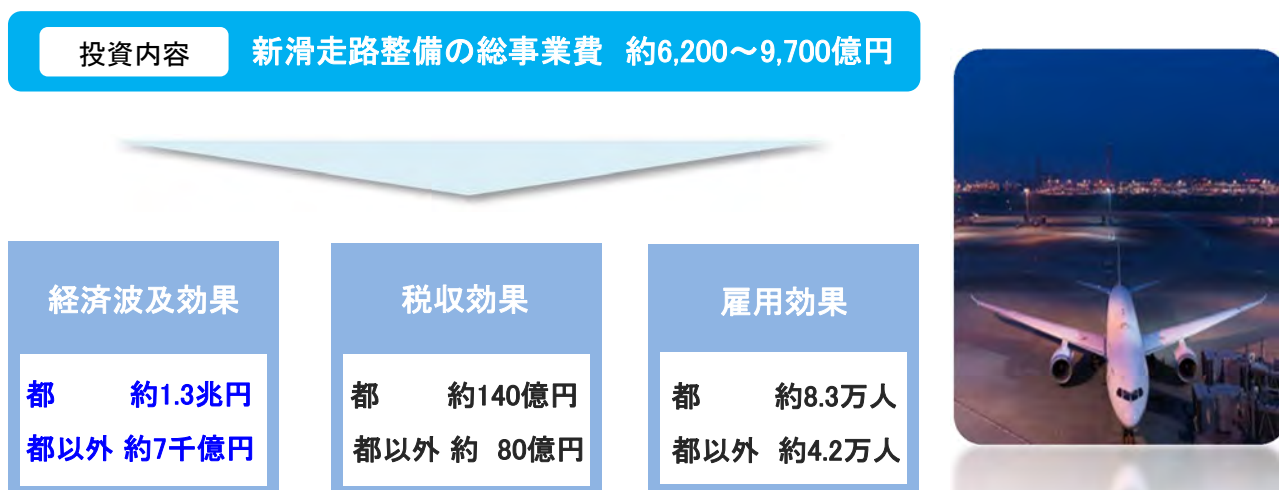 投資内容 新滑走路整備の総事業費 約6,200～9,700億円
経済波及効果
都 約1.3兆円
都以外 約7千億円
税収効果
都 約140億円
都以外 約 80億円
雇用効果
都 約8.3万人
都以外 約4.2万人